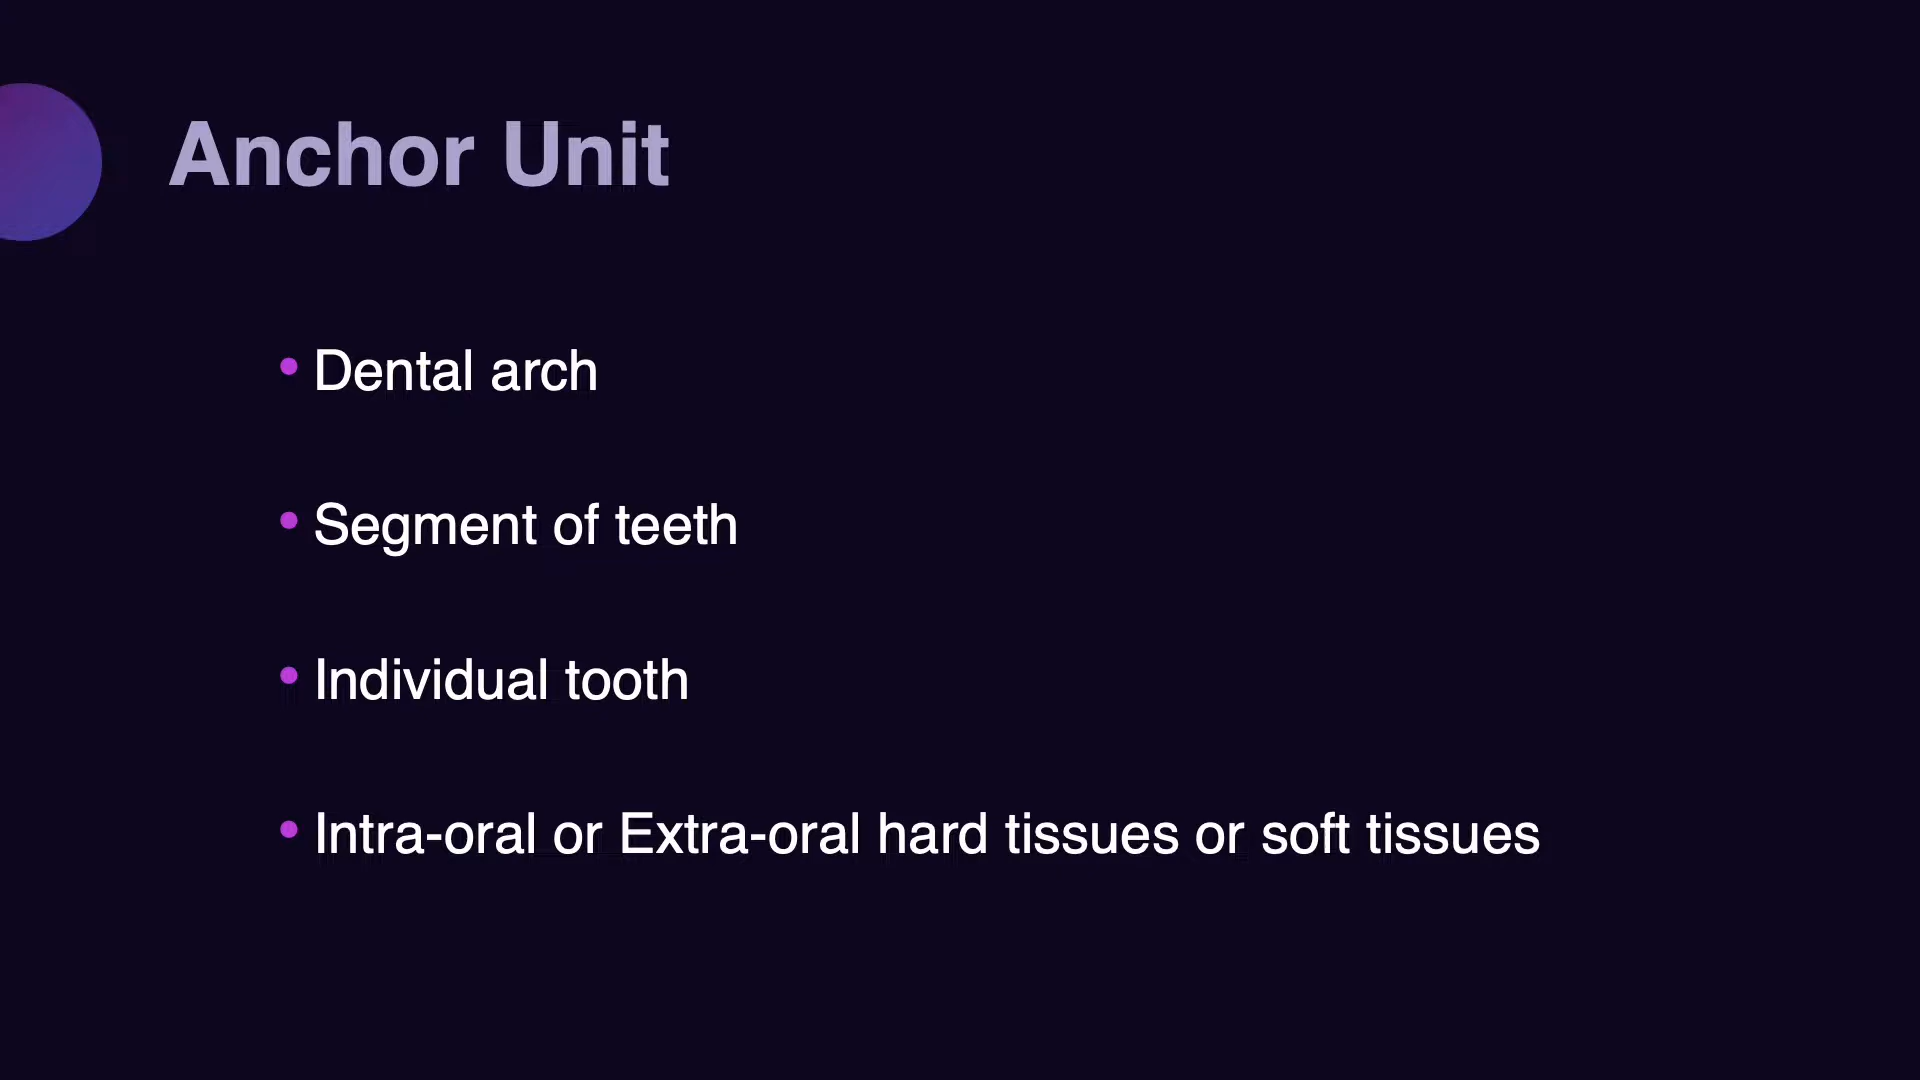 Anchor Unit
• Dental arch
• Segment of teeth
• Individual tooth
• Intra-oral or Extra-oral hard tissues or soft tissues